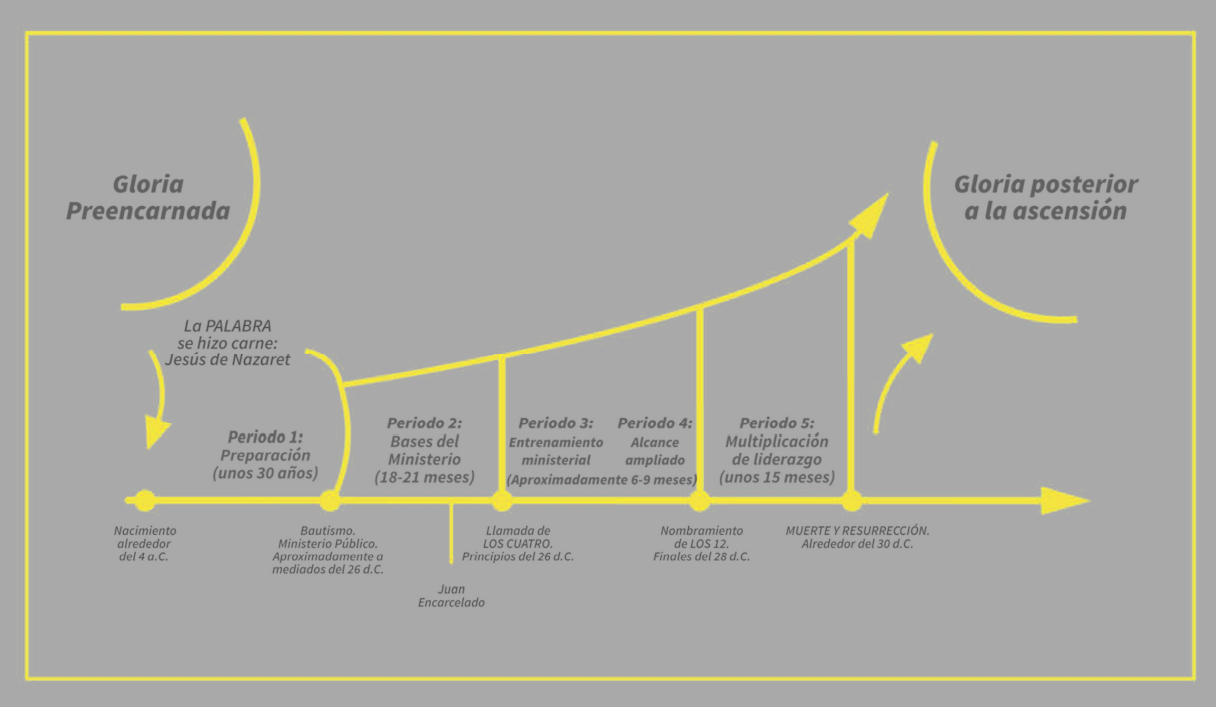 Gloria
Preencarnada
Gloria posterior
a la ascensión
La PALABRA
se hizo carne:
Jesús de Nazaret
Periodo 1:
Preparación
(unos 30 años)
Periodo 2:
Bases del
Ministerio
(18-21 meses)
Periodo 3:
Entrenamiento
ministerial
Periodo 4:
Alcance
ampliado
(Aproximadamente 6-9 meses)
Periodo 5:
Multiplicación
de liderazgo
(unos 15 meses)
Nacimiento
alrededor
del 4 a.C.
Bautismo.
Ministerio Público.
Aproximadamente a
mediados del 26 d.C.
Juan
Encarcelado
Llamada de
LOS CUATRO.
Principios del 26 d.C.
Nombramiento
de LOS 12.
Finales del 28 d.C.
MUERTE Y RESURRECCIÓN.
Alrededor del 30 d.C.